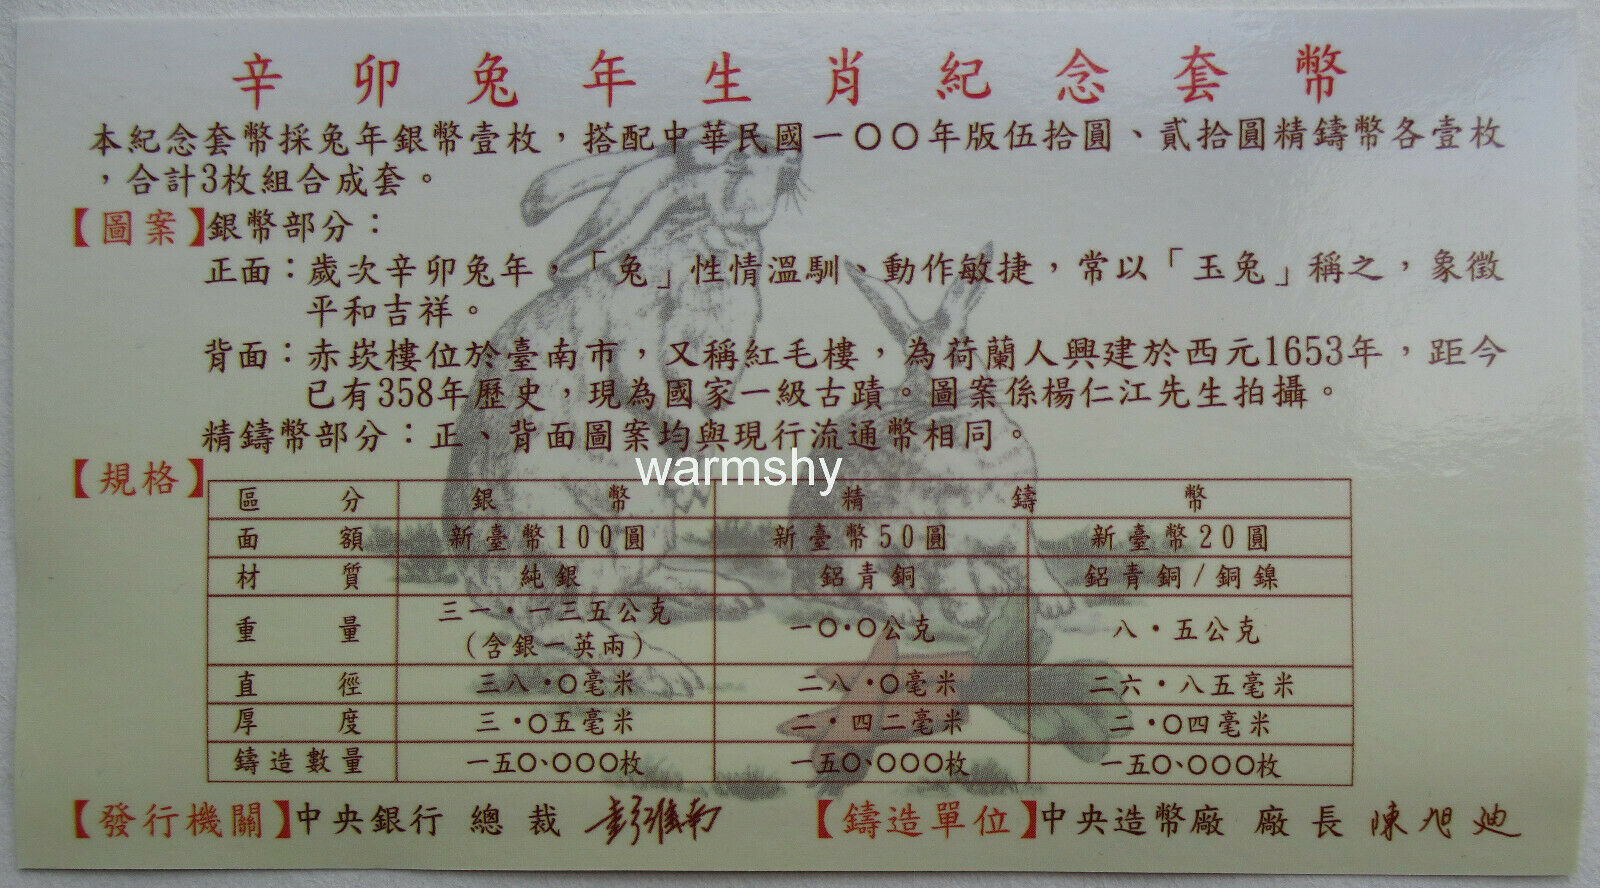 辛卯兔年生肖紀念套幣
本紀念套幣採兔年銀幣壹枚，搭配中華民國一〇〇年版伍拾圓、貳拾圓精鑄幣各壹枚
，合計3枚組合成套。
【圖案】銀幣部分：
正面：歲次辛卯兔年，「兔」性情溫馴、動作敏捷，常以「玉兔」稱之，象徵
平和吉祥。
背面：赤崁樓位於臺南市，又稱紅毛樓，為荷蘭人興建於西元1653年，距今
已有358年歷史，現為國家一級古蹟。圖案係楊仁江先生拍攝。
精鑄幣部分：正、背面圖案均與現行流通幣相同。
warmshy
【規格】
區分 銀幣 精鑄幣
面額 新臺幣100圓 新臺幣50圓 新臺幣20圓
材質 純銀 鋁青銅 鋁青銅/銅鎳
重量 三一·一三五公克 一〇·〇公克 八·五公克
(含銀一英兩)
直徑 三八·〇毫米 二八·〇毫米 二六·八五毫米
厚度 三·〇五毫米 二·四二毫米 二·〇四毫米
鑄造數量 一五〇、〇〇〇枚 一五〇、〇〇〇枚 一五〇、〇〇〇枚
【發行機關】中央銀行 總裁 彭淮南 【鑄造單位】中央造幣廠 廠長 陳旭迪